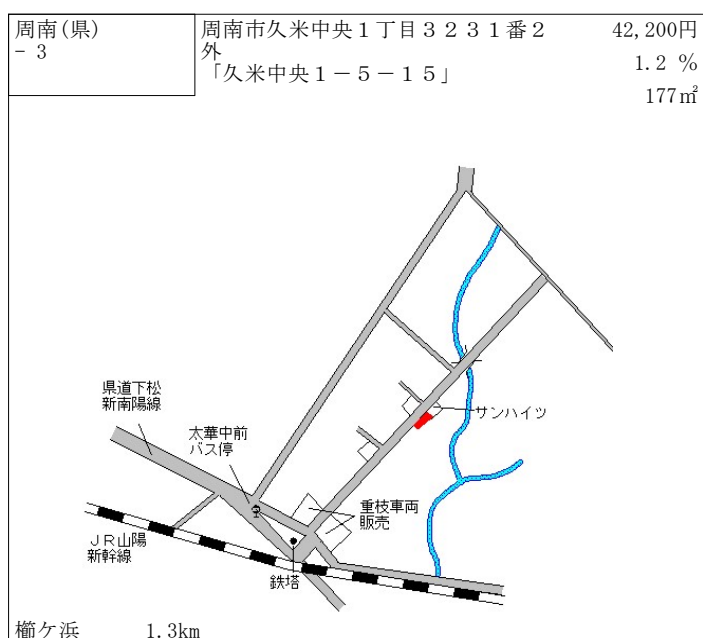 周南(県)
－3
周南市久米中央１丁目３２３１番２
外
「久米中央１－５－１５」
42,200円
1.2 %
177㎡
県道下松
新南陽線
太華中前
バス停
サンハイツ
重枝車両
販売
ＪＲ山陽
新幹線
鉄塔
櫛ケ浜 1.3km